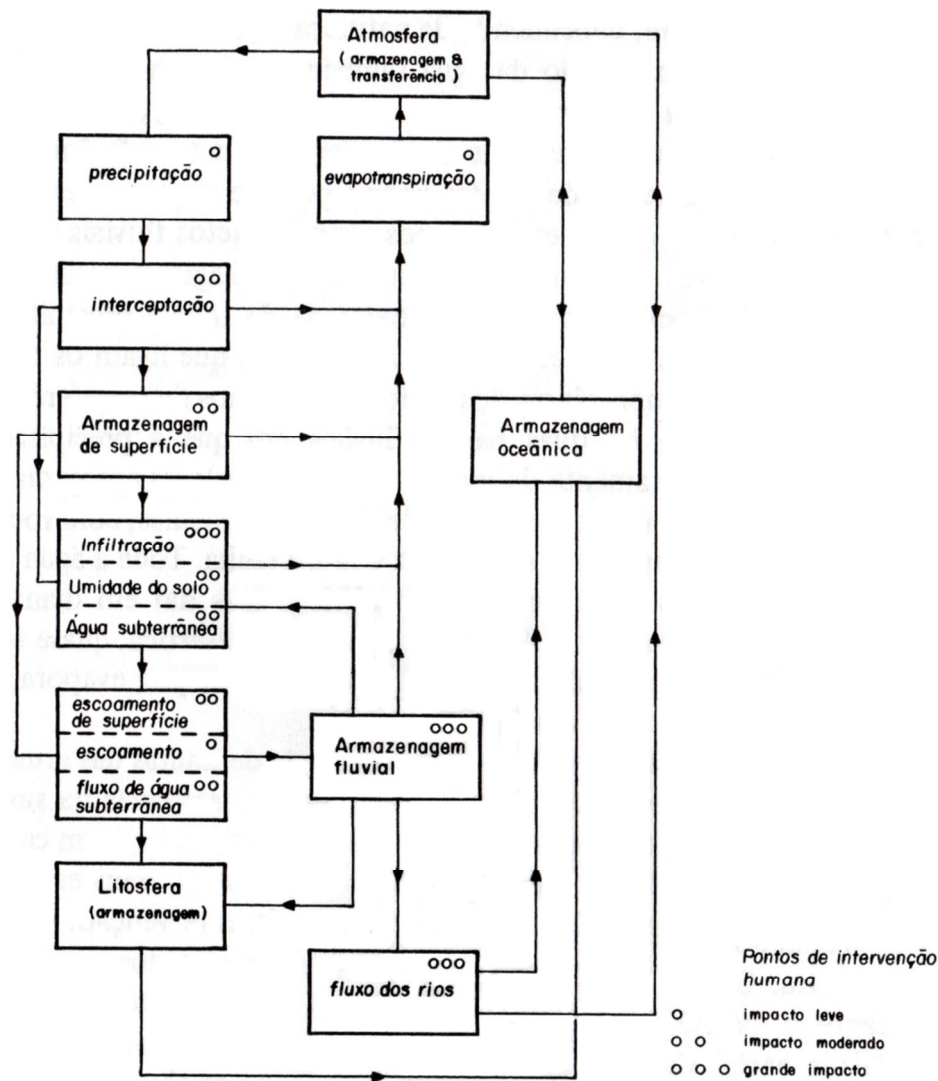 Atmosfera
( armazenagem &
transferência)
precipitação
evapotranspiração
interceptação
Armazenagem
de superfície
Armazenagem
oceânica
Infiltração
Umidade do solo
Água subterrânea
escoamento
de superfície
escoamento
fluxo de água
subterrânea
Armazenagem
fluvial
Litosfera
(armazenagem)
fluxo dos rios
Pontos de intervenção
humana
impacto leve
impacto moderado
grande impacto